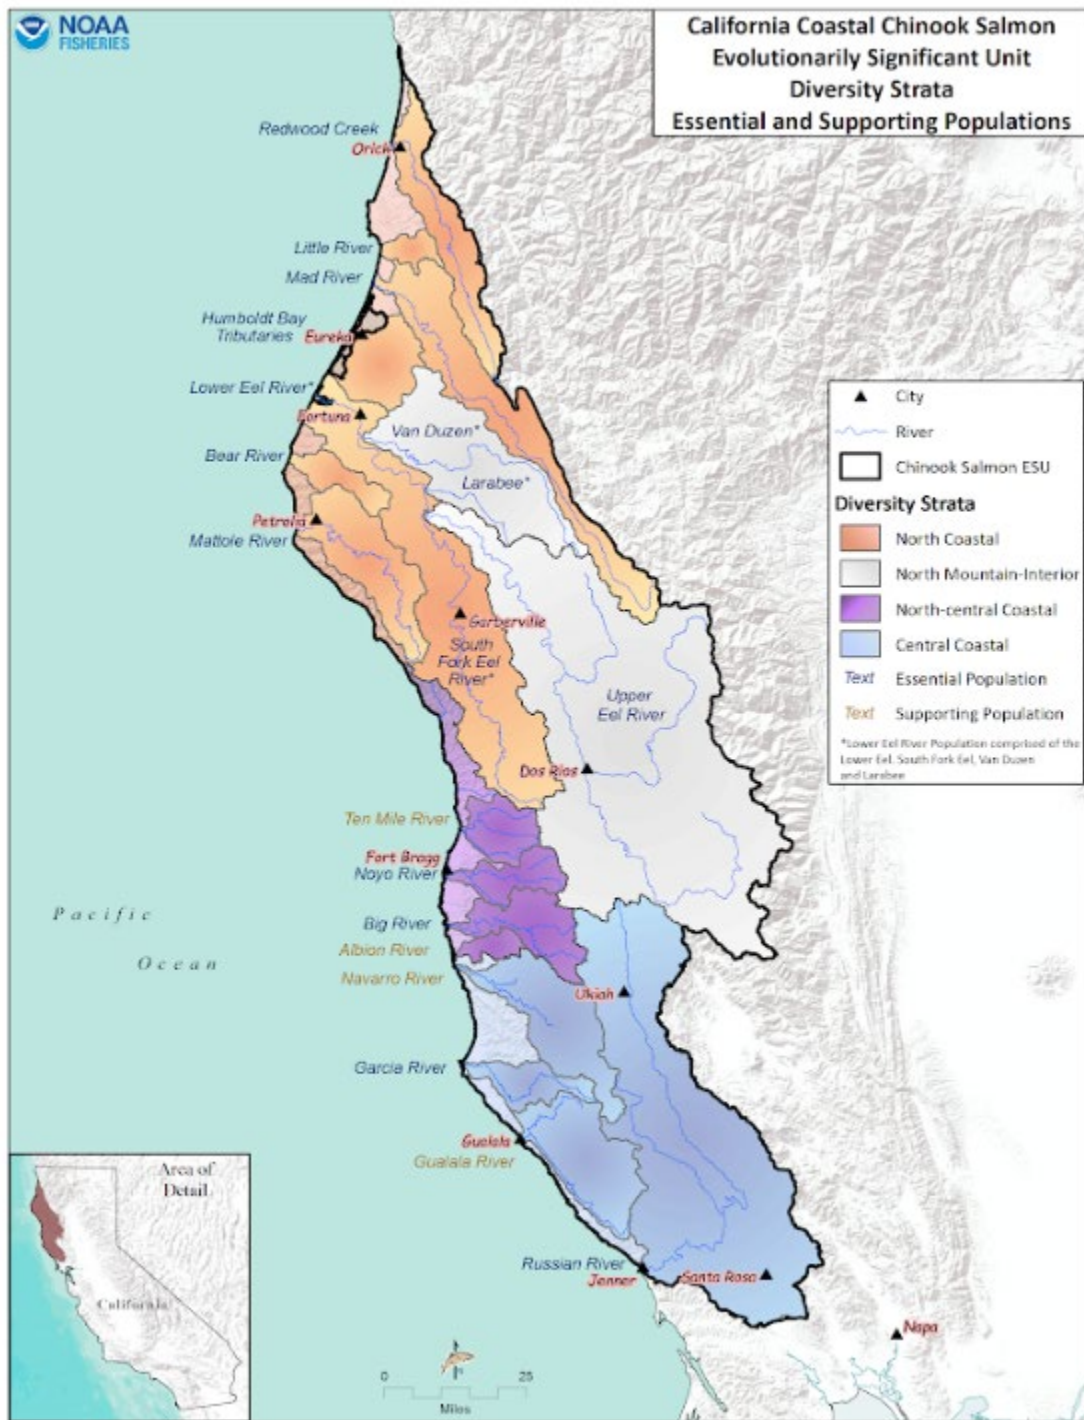 NOAA
FISHERIES
California Coastal Chinook Salmon
Evolutionarily Significant Unit
Diversity Strata
Essential and Supporting Populations
Redwood Creek
Orick
Little River
Mad River
Humboldt Bay
Tributaries
Eureka
Lower Eel River*
Fortuna
Van Duzen*
Bear River
Larabee*
Petrolia
Mattole River
Garberville
South
Fork Eel
River*
Upper
Eel River
Dos Rios
Ten Mile River
Fort Bragg
Noyo River
Big River
Albion River
Navarro River
Ukiah
Garcia River
Gualala
Gualala River
Russian River
Jenner
Santa Rosa
Napa
Pacific
Ocean
City
River
Chinook Salmon ESU
Diversity Strata
North Coastal
North Mountain-Interior
North-central Coastal
Central Coastal
Text Essential Population
Text Supporting Population
*Lower Eel River Population comprised of the
Lower Eel, South Fork Eel, Van Duzen
and Larabee
Area of
Detail
California
0 25
Miles